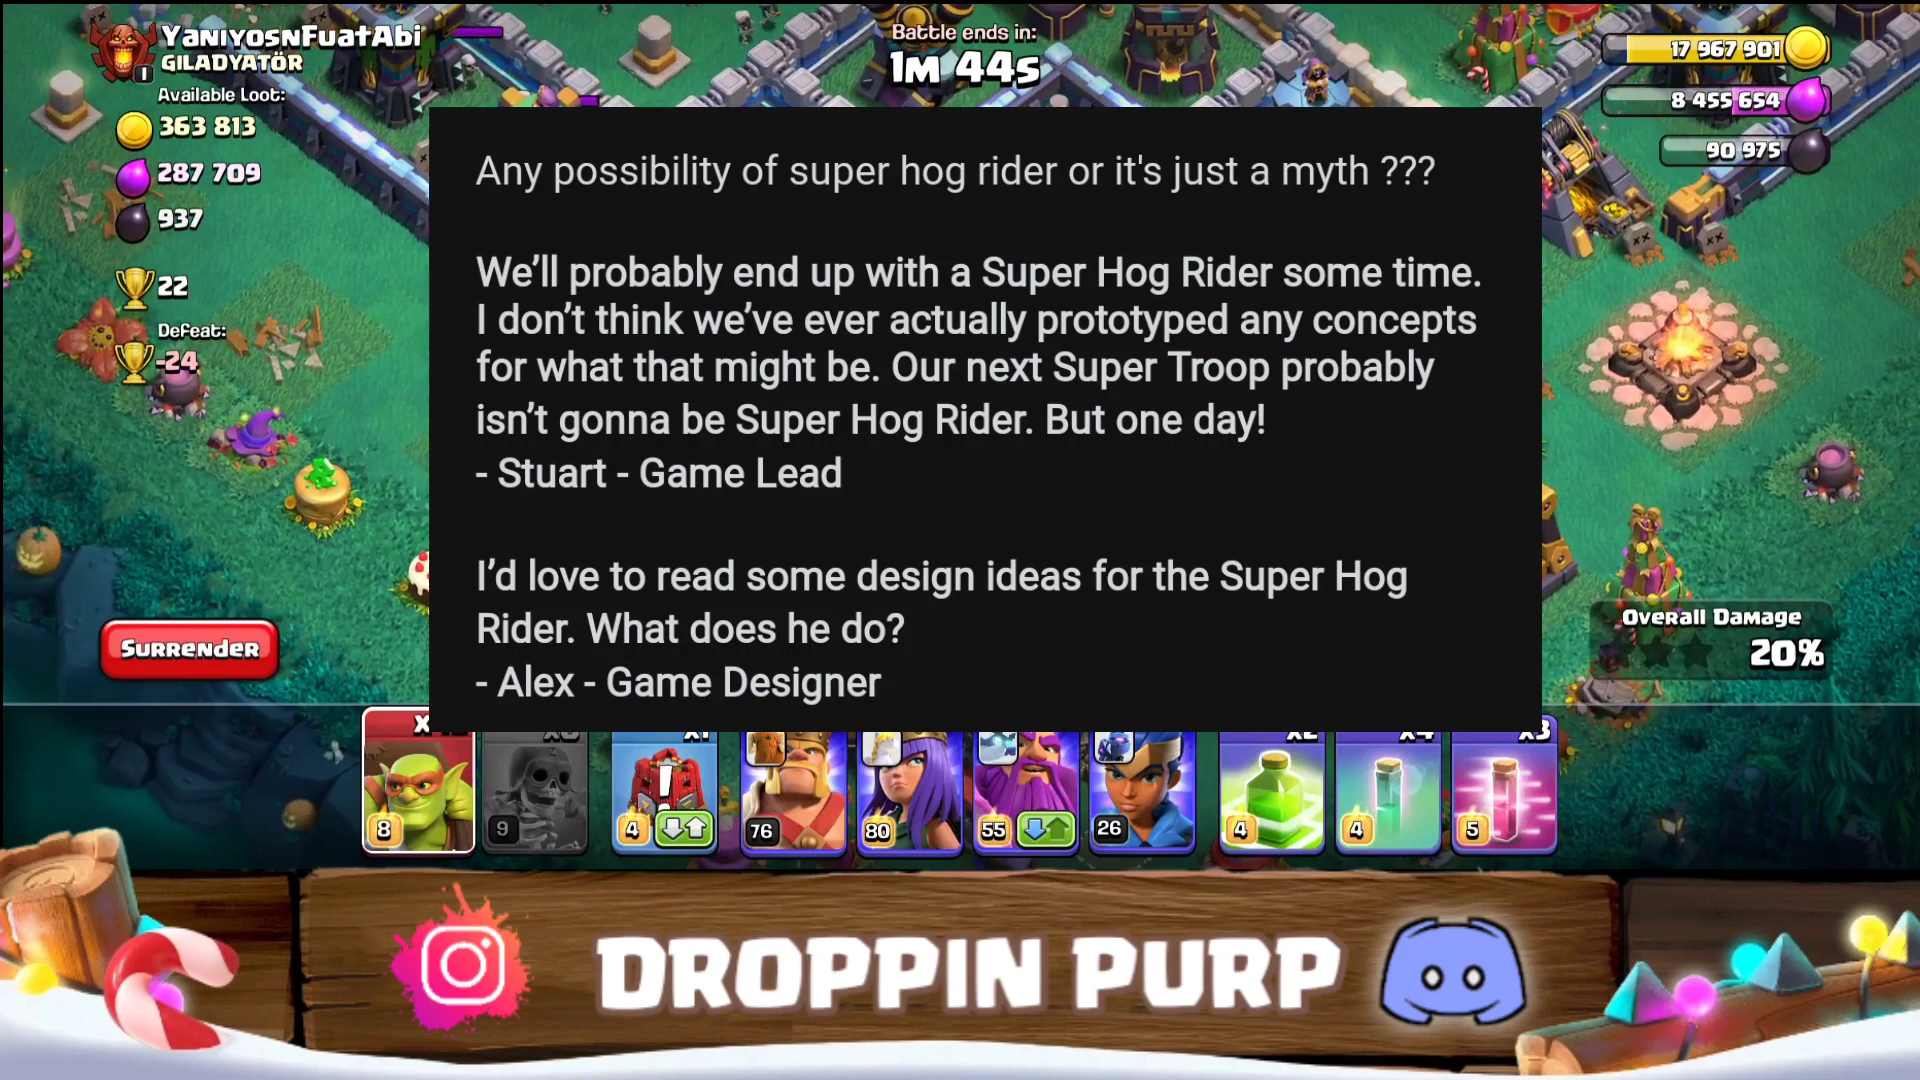 YaniyosnFuatAbi
GILADYATÖR
Available Loot:
363 813
287 709
937
22
Defeat:
-24
Battle ends in:
1m 44s
17 967 901
8 455 654
90 975
Any possibility of super hog rider or it's just a myth ???
We’ll probably end up with a Super Hog Rider some time.
I don’t think we’ve ever actually prototyped any concepts
for what that might be. Our next Super Troop probably
isn’t gonna be Super Hog Rider. But one day!
- Stuart - Game Lead
I’d love to read some design ideas for the Super Hog
Rider. What does he do?
- Alex - Game Designer
Surrender
Overall Damage
20%
8
9
4
76
80
55
26
4
4
5
DROPPIN PURP